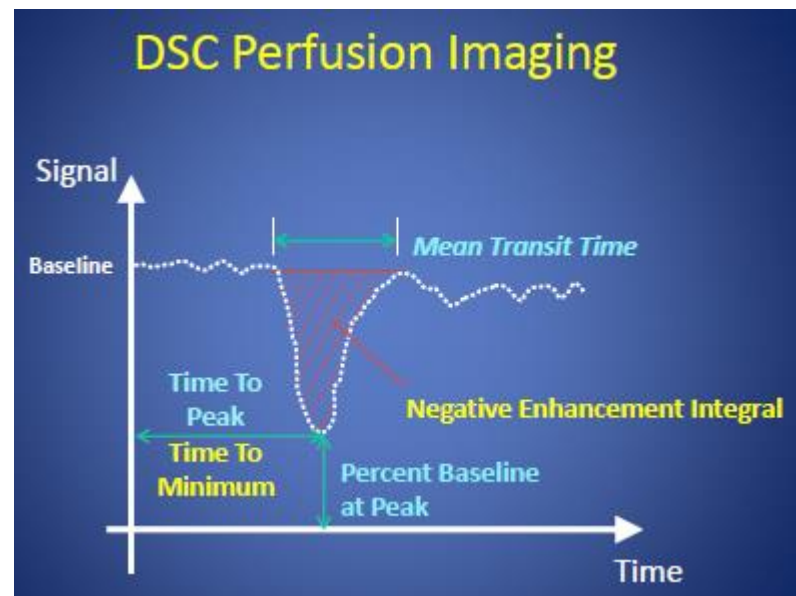 DSC Perfusion Imaging
Signal
Mean Transit Time
Baseline
Time To
Peak
Negative Enhancement Integral
Time To
Minimum
Percent Baseline
at Peak
Time